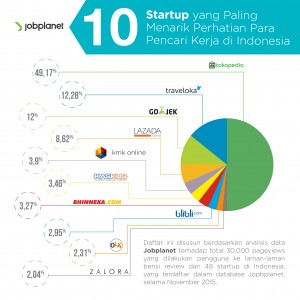 jobplanet
10
Startup yang Paling
Menarik Perhatian Para
Pencari Kerja di Indonesia
49,17%
tokopedia
12,28%
traveloka
12%
GO-JEK
8,62%
LAZADA
3,9%
kmk online
3,46%
HAGHUG
3,27%
BHINNEKA.COM
2,95%
blibli.com
2,31%
OLX
2,04%
ZALORA
Daftar ini disusun berdasarkan analisis data
Jobplanet terhadap total 30.000 pageviews
yang dilakukan pengguna ke laman-laman
berisi review dari 48 startup di Indonesia,
yang terdaftar dalam database Jobplanet,
selama November 2015.